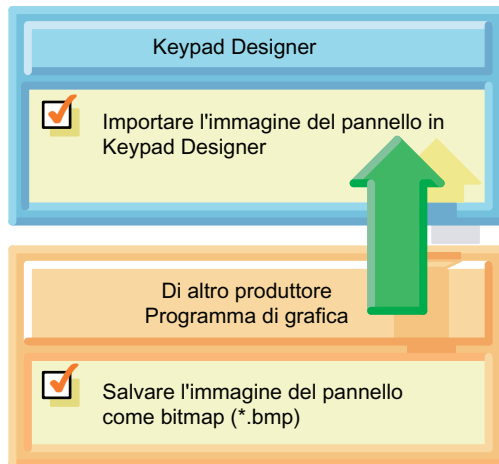 Keypad Designer
Importare l'immagine del pannello in
Keypad Designer
Di altro produttore
Programma di grafica
Salvare l'immagine del pannello
come bitmap (*.bmp)